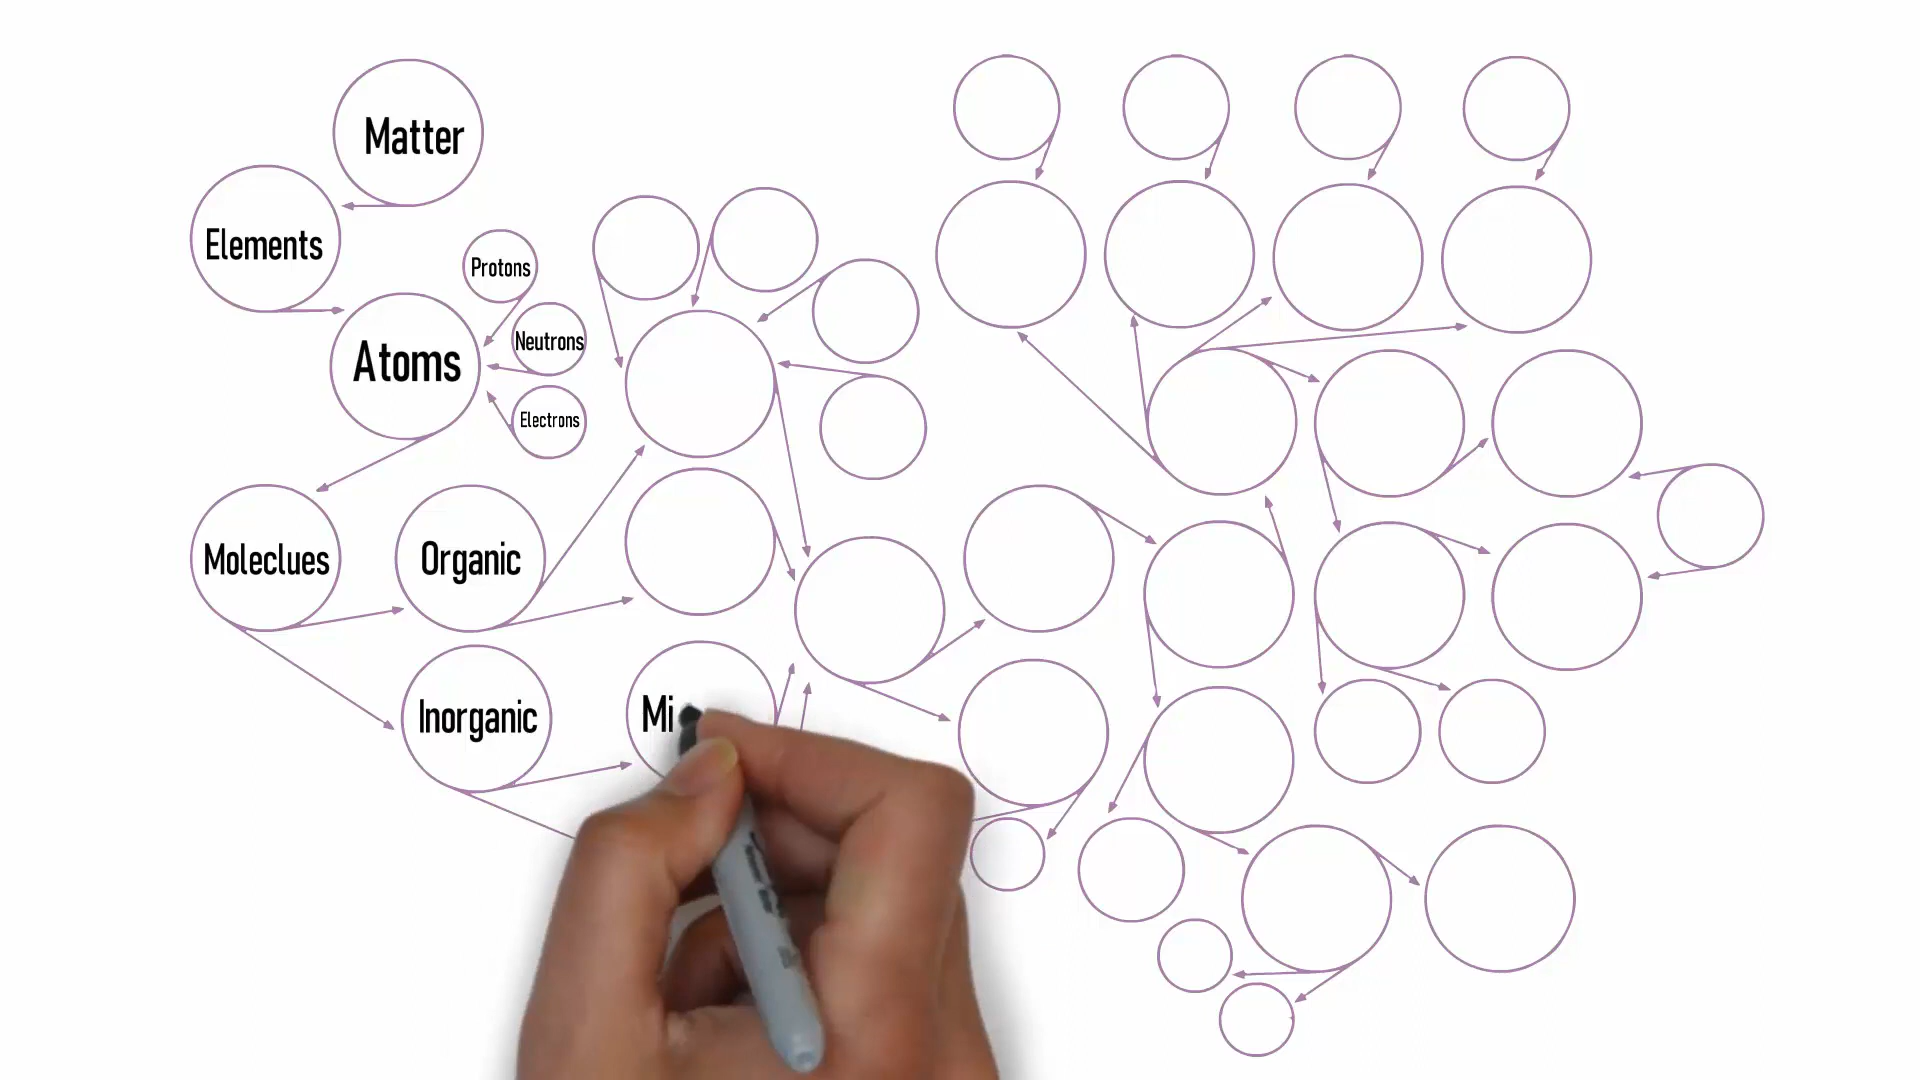 Matter
Elements
Protons
Neutrons
Atoms
Electrons
Moleclues
Organic
Inorganic
Mi